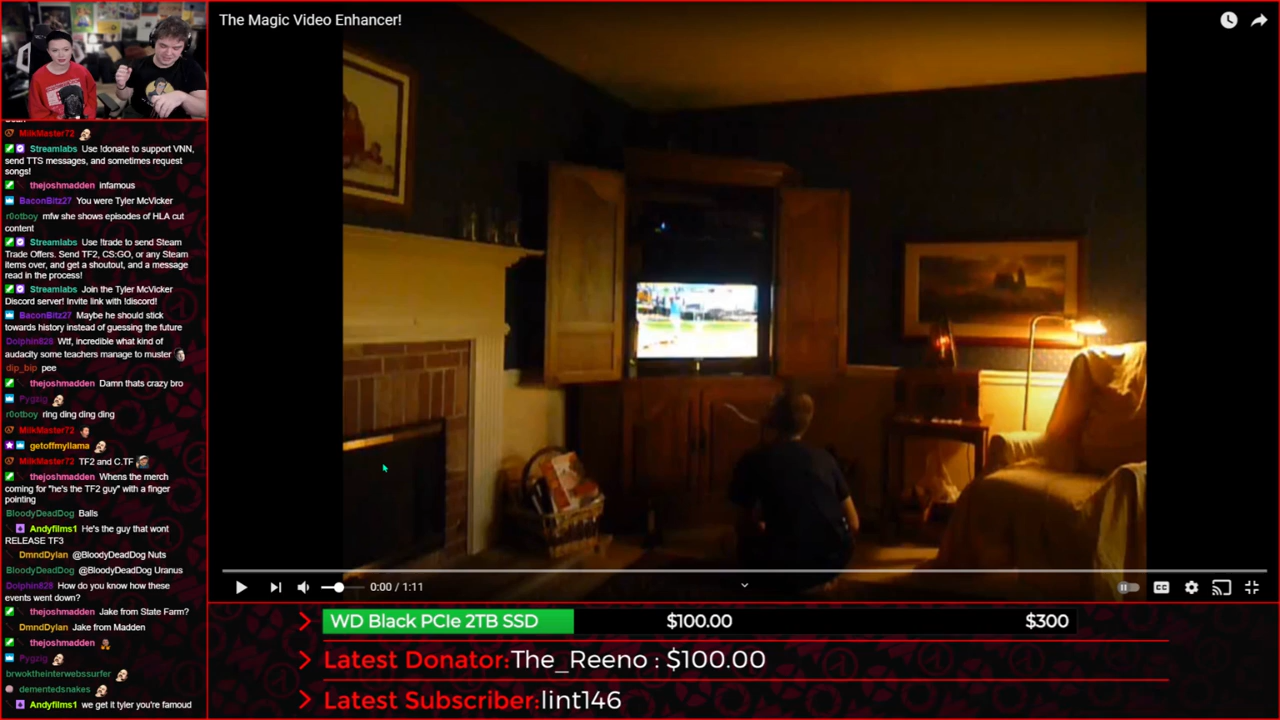 The Magic Video Enhancer!
MilkMaster72
Streamlabs Use !donate to support VNN,
send TTS messages, and sometimes request
songs!
thejoshmadden infamous
BaconBitz27 You were Tyler McVicker
r0otboy mfw she shows episodes of HLA cut
content
Streamlabs Use !trade to send Steam
Trade Offers. Send TF2, CS:GO, or any Steam
Items over, and get a shoutout, and a message
read in the process!
Streamlabs Join the Tyler McVicker
Discord server! Invite link with !discord!
BaconBitz27 Maybe he should stick
towards history instead of guessing the future
Dolphin828 Wtf, incredible what kind of
audacity some teachers manage to muster
dip_bip pee
thejoshmadden Damn thats crazy bro
Pygzig
r0otboy ring ding ding ding
MilkMaster72
getoffmyllama
MilkMaster72 TF2 and C.TF
thejoshmadden Whens the merch
coming for "he's the TF2 guy" with a finger
pointing
BloodyDeadDog Balls
Andyfilms1 He's the guy that wont
RELEASE TF3
DmndDylan @BloodyDeadDog Nuts
BloodyDeadDog @BloodyDeadDog Uranus
Dolphin828 How do you know how these
events went down?
thejoshmadden Jake from State Farm?
DmndDylan Jake from Madden
thejoshmadden
Pygzig
brwoktheinterwebssurfer
dementedsnakes
Andyfilms1 we get it tyler you're famoud
0:00 / 1:11
CC
WD Black PCIe 2TB SSD $100.00 $300
Latest Donator:The_Reeno : $100.00
Latest Subscriber:lint146